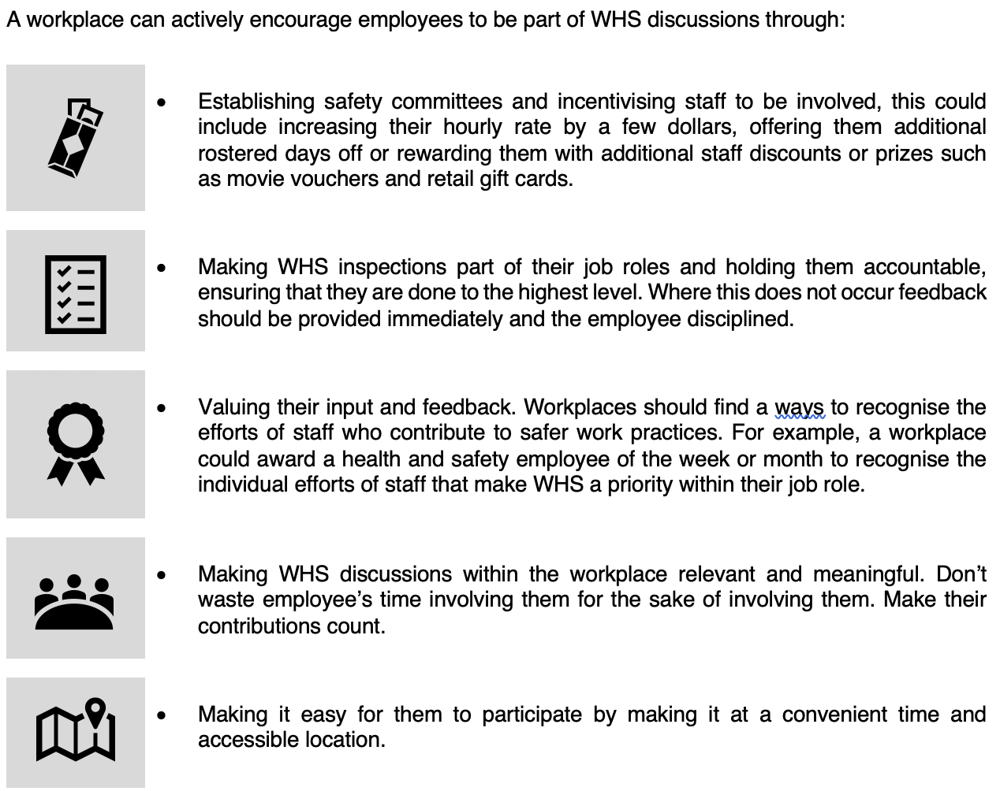 A workplace can actively encourage employees to be part of WHS discussions through:
• Establishing safety committees and incentivising staff to be involved, this could
include increasing their hourly rate by a few dollars, offering them additional
rostered days off or rewarding them with additional staff discounts or prizes such
as movie vouchers and retail gift cards.
• Making WHS inspections part of their job roles and holding them accountable,
ensuring that they are done to the highest level. Where this does not occur feedback
should be provided immediately and the employee disciplined.
• Valuing their input and feedback. Workplaces should find a ways to recognise the
efforts of staff who contribute to safer work practices. For example, a workplace
could award a health and safety employee of the week or month to recognise the
individual efforts of staff that make WHS a priority within their job role.
• Making WHS discussions within the workplace relevant and meaningful. Don’t
waste employee’s time involving them for the sake of involving them. Make their
contributions count.
• Making it easy for them to participate by making it at a convenient time and
accessible location.